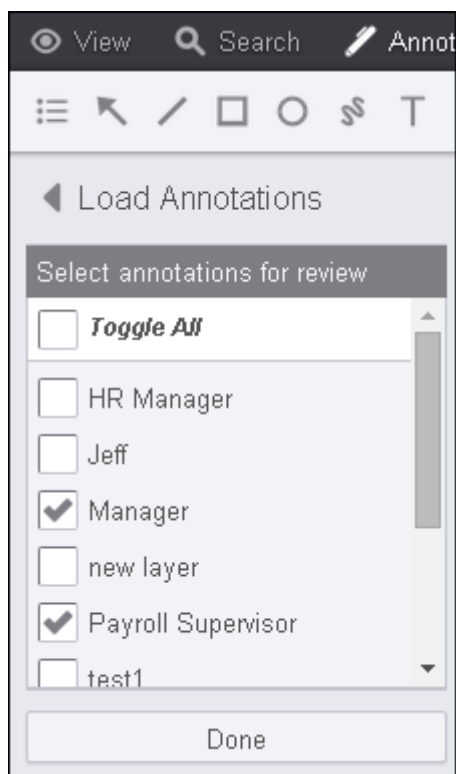 View Search Annot
T
Load Annotations
Select annotations for review
Toggle All
HR Manager
Jeff
Manager
new layer
Payroll Supervisor
test1
Done